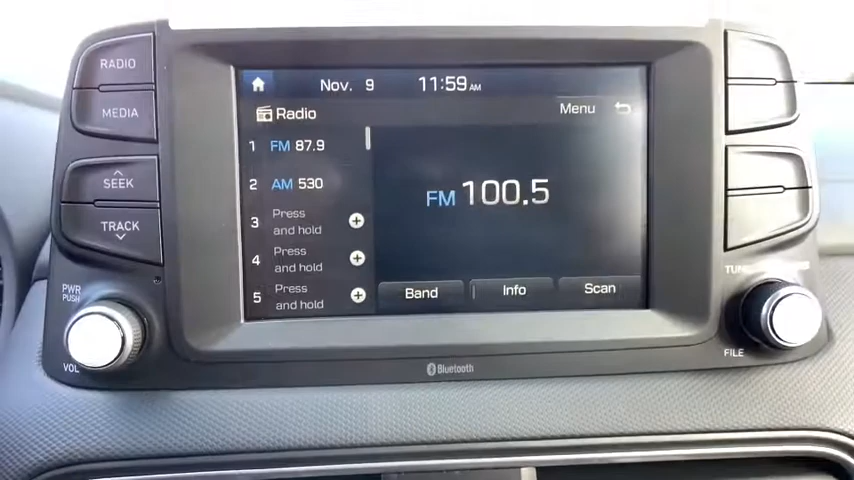 RADIO
MEDIA
SEEK
TRACK
PWR
PUSH
VOL
Nov. 9 11:59 AM
Radio
Menu
1 FM 87.9
2 AM 530
3 Press
and hold
4 Press
and hold
5 Press
and hold
FM 100.5
Band
Info
Scan
TUNE
FILE
Bluetooth